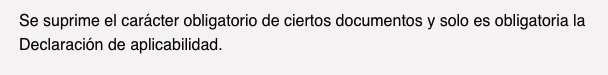 Se suprime el carácter obligatorio de ciertos documentos y solo es obligatoria la
Declaración de aplicabilidad.